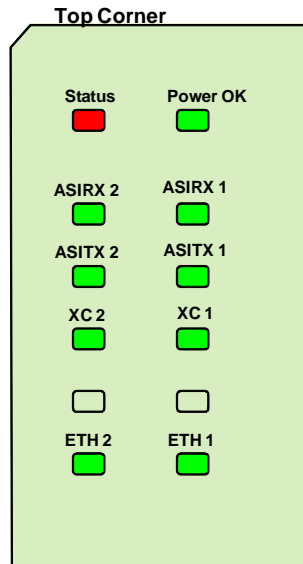 Top Corner
Status Power OK
ASIRX 2 ASIRX 1
ASITX 2 ASITX 1
XC 2 XC 1
ETH 2 ETH 1